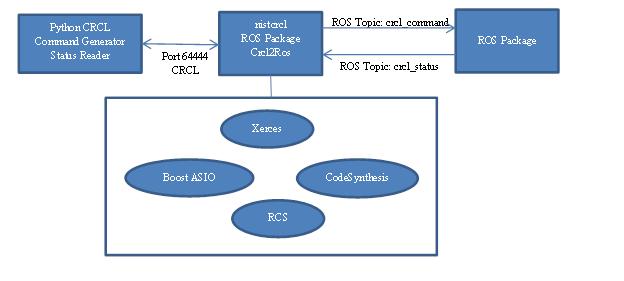 Python CRCL
Command Generator
Status Reader
Port 64444
CRCL
nistcrcl
ROS Package
Crcl2Ros
ROS Topic: crcl_command
ROS Topic: crcl_status
ROS Package
Xerces
Boost ASIO
CodeSynthesis
RCS